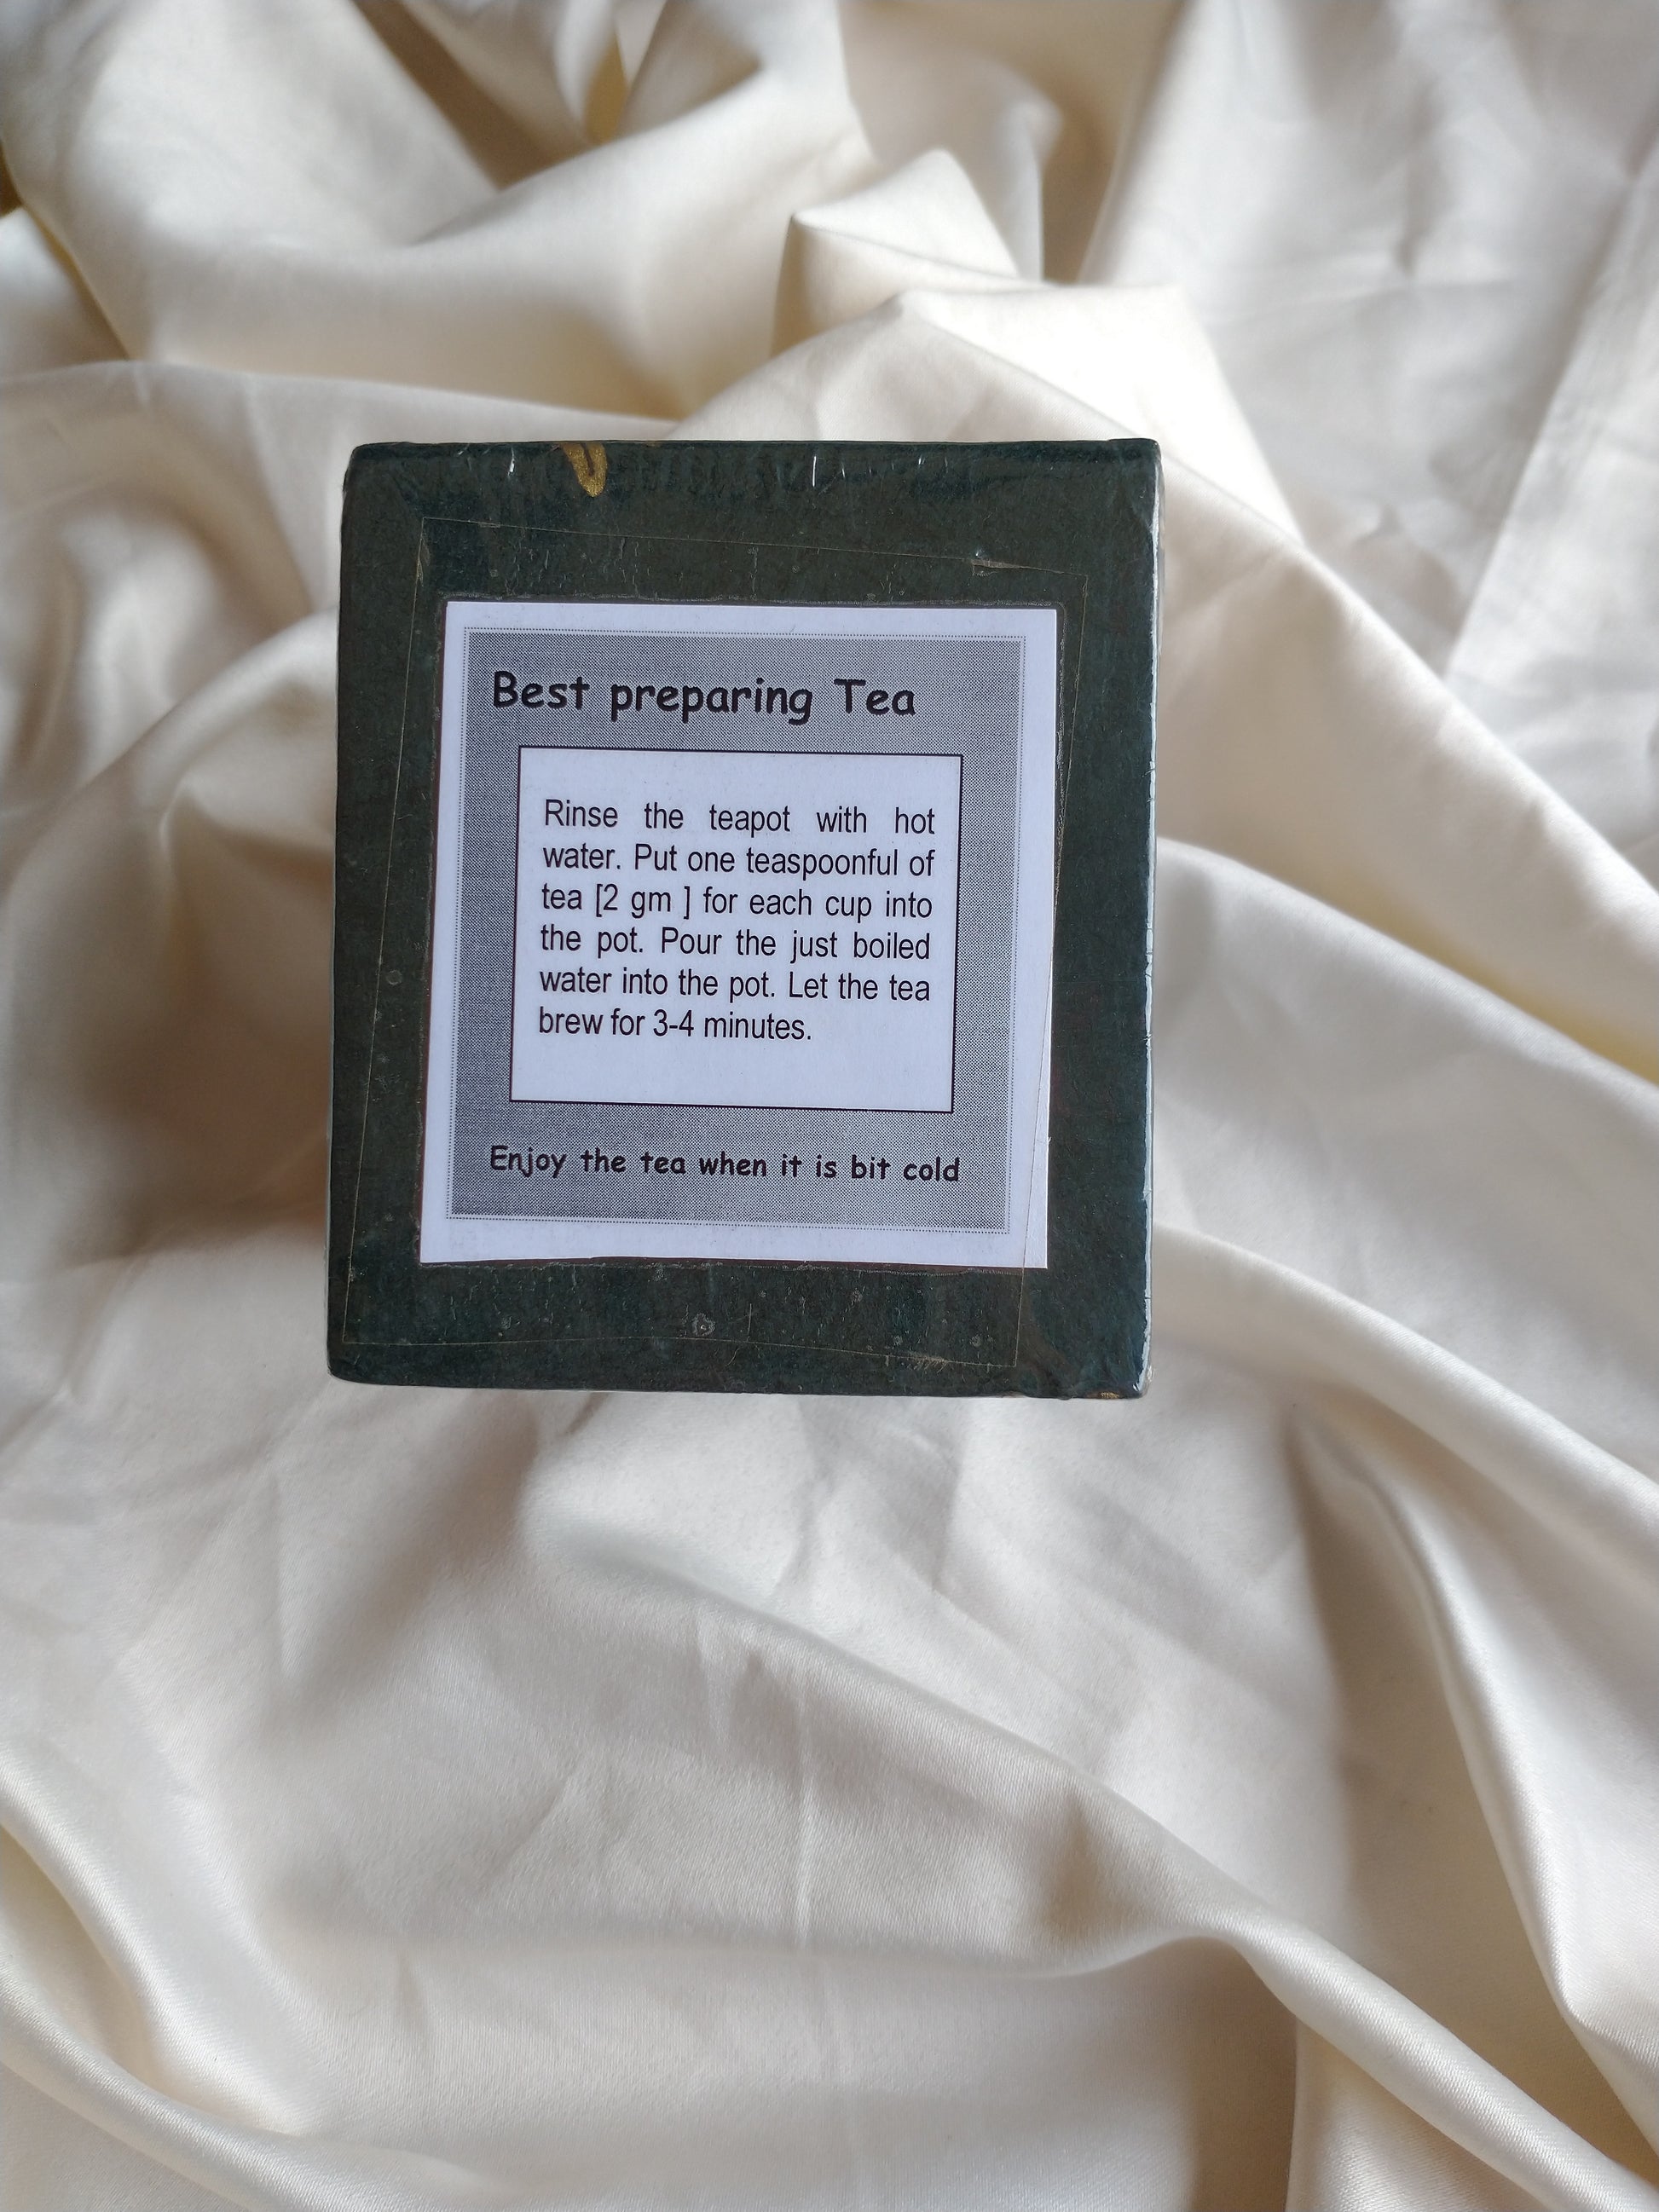 Best preparing Tea
Rinse the teapot with hot
water. Put one teaspoonful of
tea [2 gm ] for each cup into
the pot. Pour the just boiled
water into the pot. Let the tea
brew for 3-4 minutes.
Enjoy the tea when it is bit cold